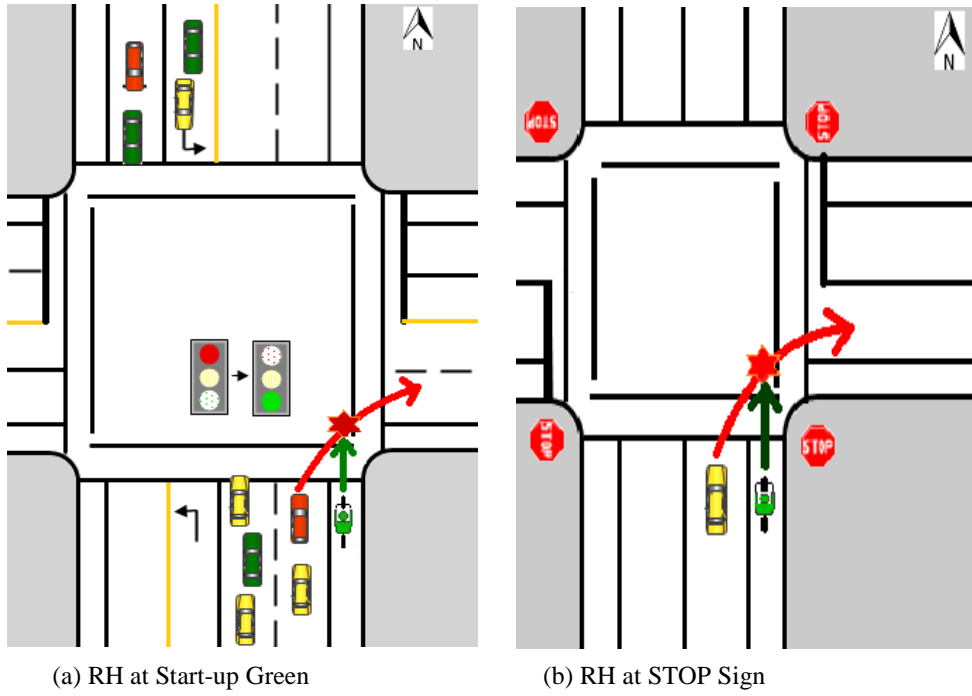 N
N
STOP
STOP
STOP
STOP
(a) RH at Start-up Green
(b) RH at STOP Sign